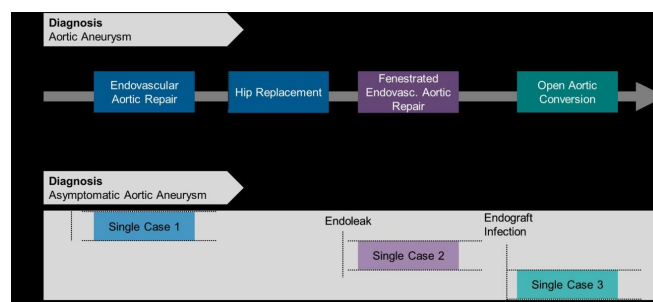 Diagnosis
Aortic Aneurysm
Endovascular
Aortic Repair
Hip Replacement
Fenestrated
Endovasc. Aortic
Repair
Open Aortic
Conversion
Diagnosis
Asymptomatic Aortic Aneurysm
Single Case 1
Endoleak
Single Case 2
Endograft
Infection
Single Case 3